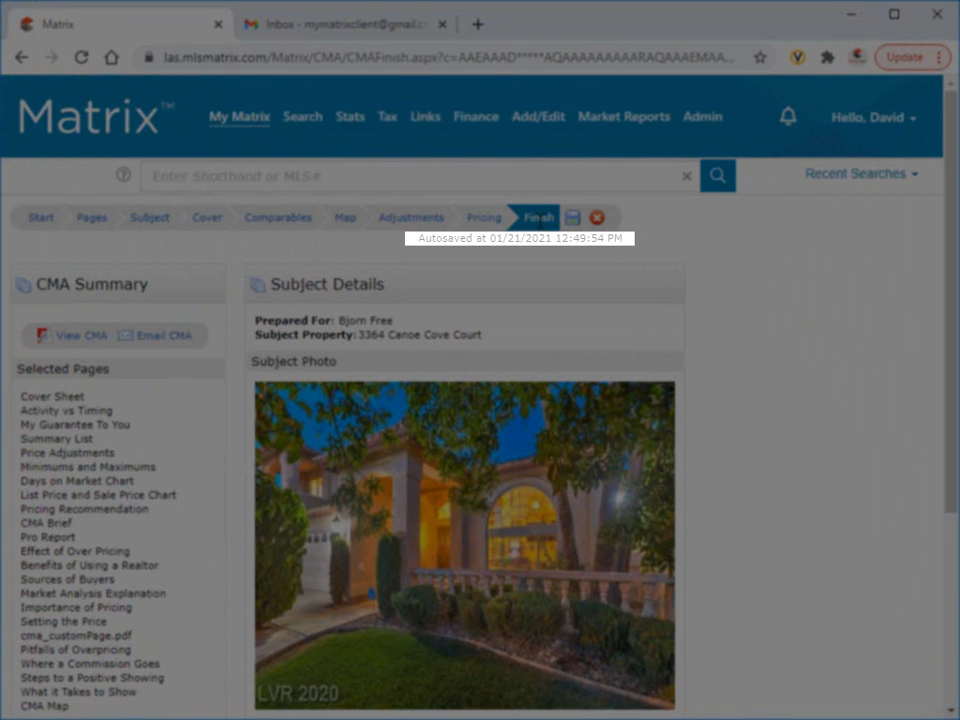 Matrix
Inbox - mymatrixclient@gmail.c
las.mlsmatrix.com/Matrix/CMA/CMAFinish.aspx?c=AAEAAAD*****AQAAAAAAAAARAQAAAEMAA...
Update
Matrix™
My Matrix Search Stats Tax Links Finance Add/Edit Market Reports Admin
Hello, David
Enter Shorthand or MLS#
Recent Searches
Start Pages Subject Cover Comparables Map Adjustments Pricing Finish
Autosaved at 01/21/2021 12:49:54 PM
CMA Summary
View CMA Email CMA
Selected Pages
Cover Sheet
Activity vs Timing
My Guarantee To You
Summary List
Price Adjustments
Minimums and Maximums
Days on Market Chart
List Price and Sale Price Chart
Pricing Recommendation
CMA Brief
Pro Report
Effect of Over Pricing
Benefits of Using a Realtor
Sources of Buyers
Market Analysis Explanation
Importance of Pricing
Setting the Price
cma_customPage.pdf
Pitfalls of Overpricing
Where a Commission Goes
Steps to a Positive Showing
What it Takes to Show
CMA Map
Subject Details
Prepared For: Bjorn Free
Subject Property: 3364 Canoe Cove Court
Subject Photo
LVR 2020